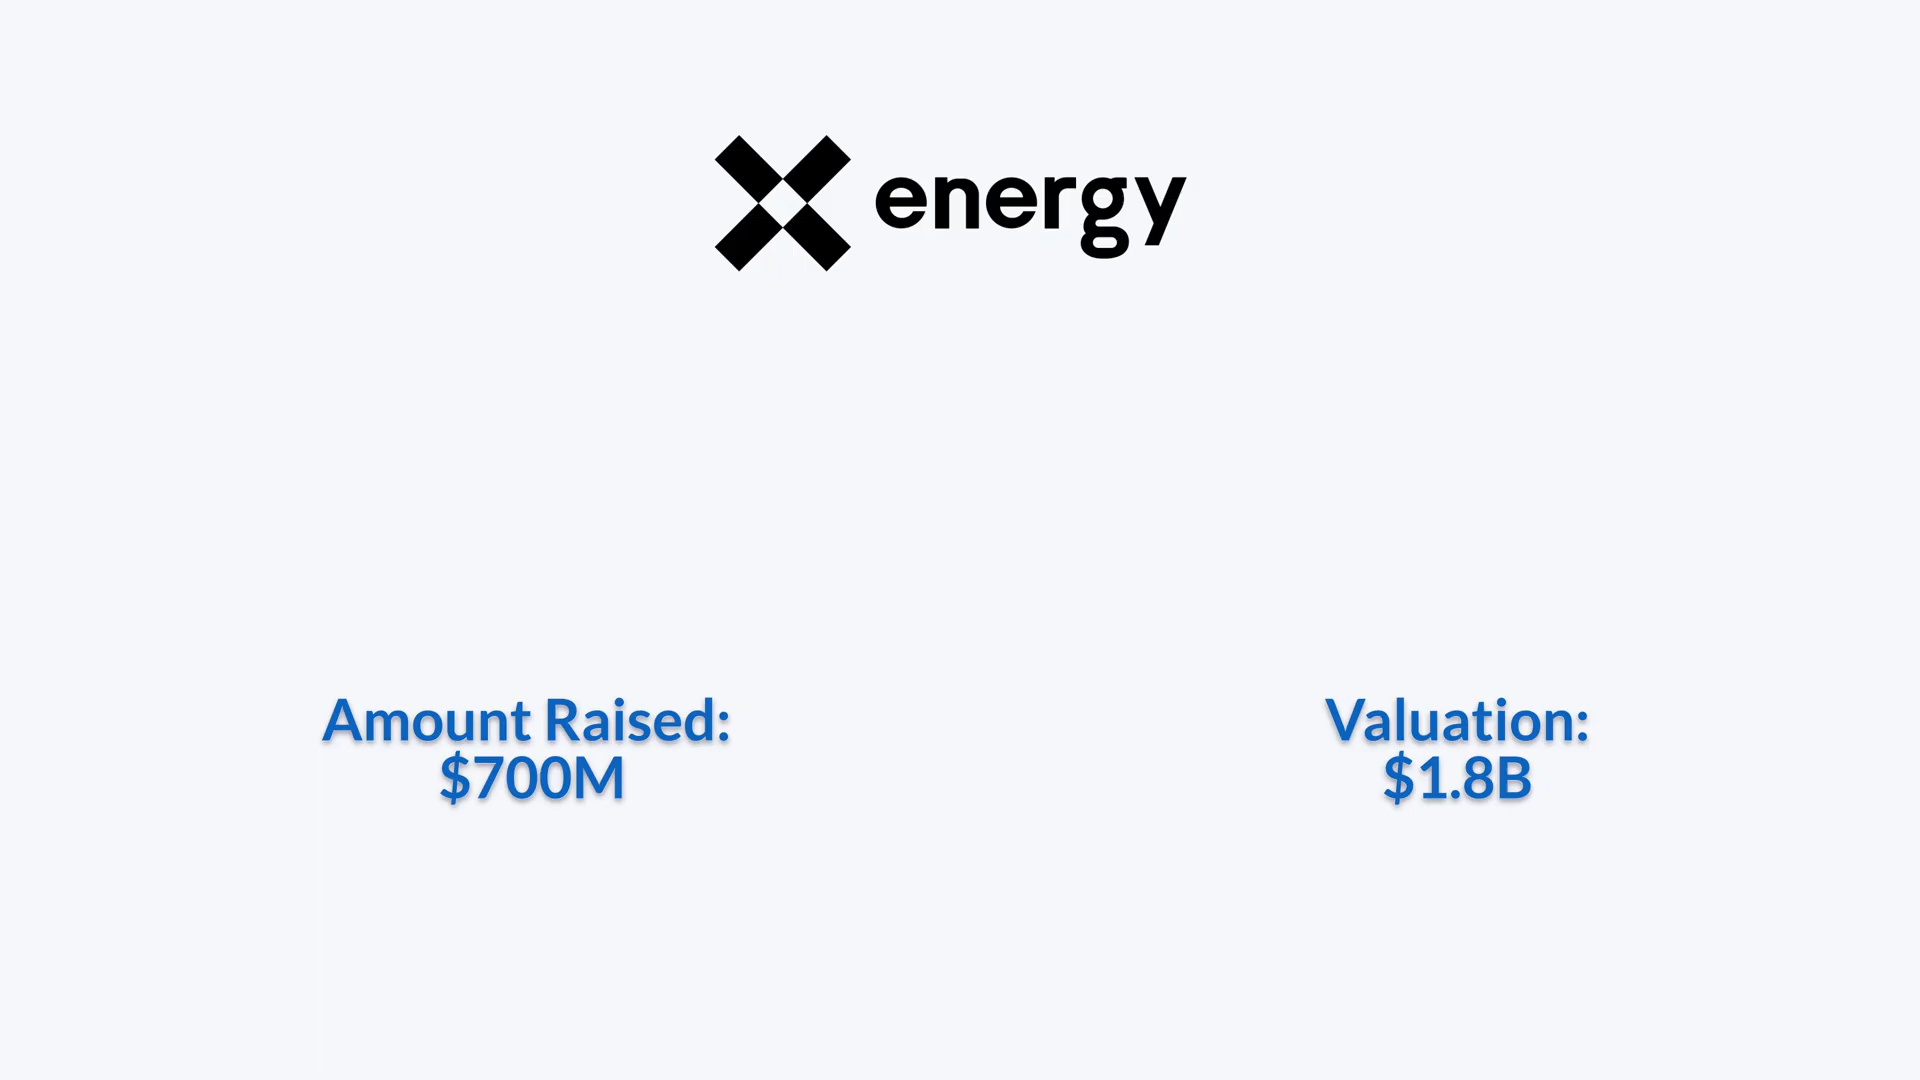 X energy
Amount Raised:
$700M
Valuation:
$1.8B